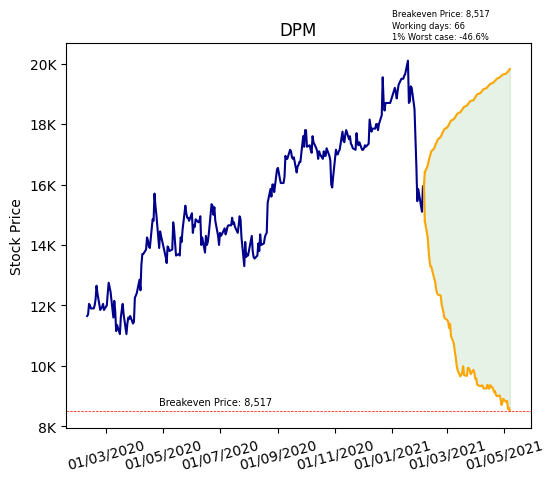 Breakeven Price: 8,517
Working days: 66
1% Worst case: -46.6%
DPM
Stock Price
20K
18K
16K
14K
12K
10K
8K
Breakeven Price: 8,517
01/03/2020
01/05/2020
01/07/2020
01/09/2020
01/11/2020
01/01/2021
01/03/2021
01/05/2021